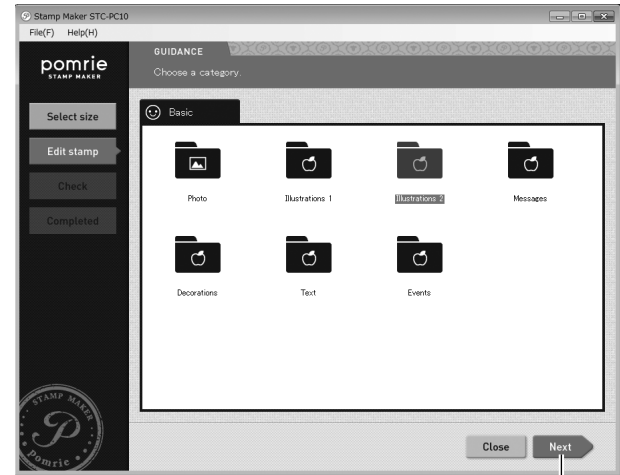 Stamp Maker STC-PC10
File(F) Help(H)
pomrie
STAMP MAKER
GUIDANCE
Choose a category.
Select size
Edit stamp
Check
Completed
Basic
Photo
Illustrations 1
Illustrations 2
Messages
Decorations
Text
Events
STAMP MAKER
P
Pomrie
Close
Next